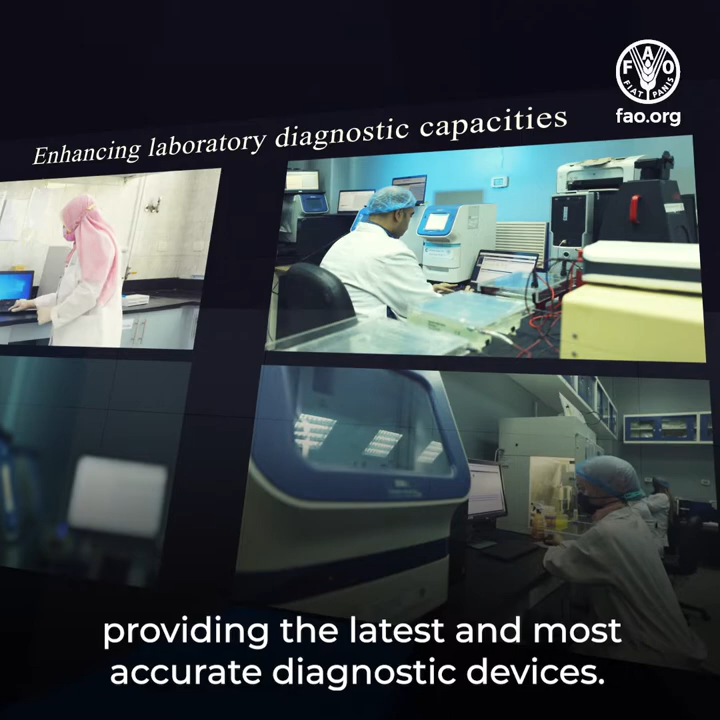 FAO
FIAT PANIS
fao.org
Enhancing laboratory diagnostic capacities
providing the latest and most
accurate diagnostic devices.